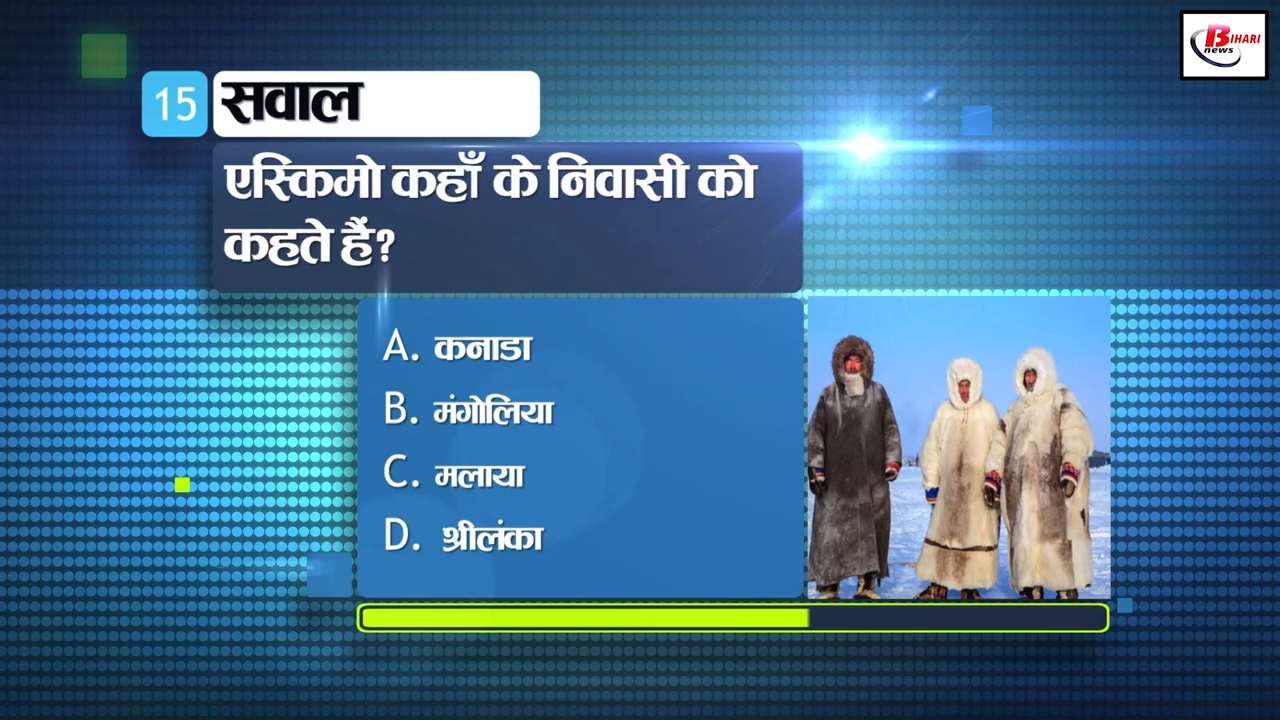 BIHARI
news
15 सवाल
एस्किमो कहाँ के निवासी को
कहते हैं?
A. कनाडा
B. मंगोलिया
C. मलाया
D. श्रीलंका